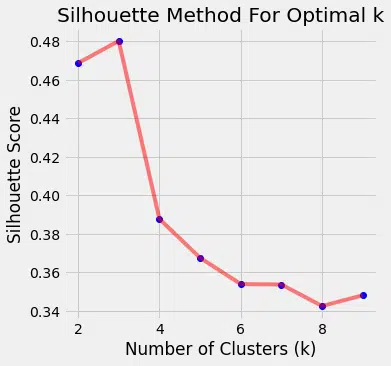 Silhouette Method For Optimal k
0.48
0.46
0.44
0.42
0.40
0.38
0.36
0.34
Silhouette Score
2 4 6 8
Number of Clusters (k)